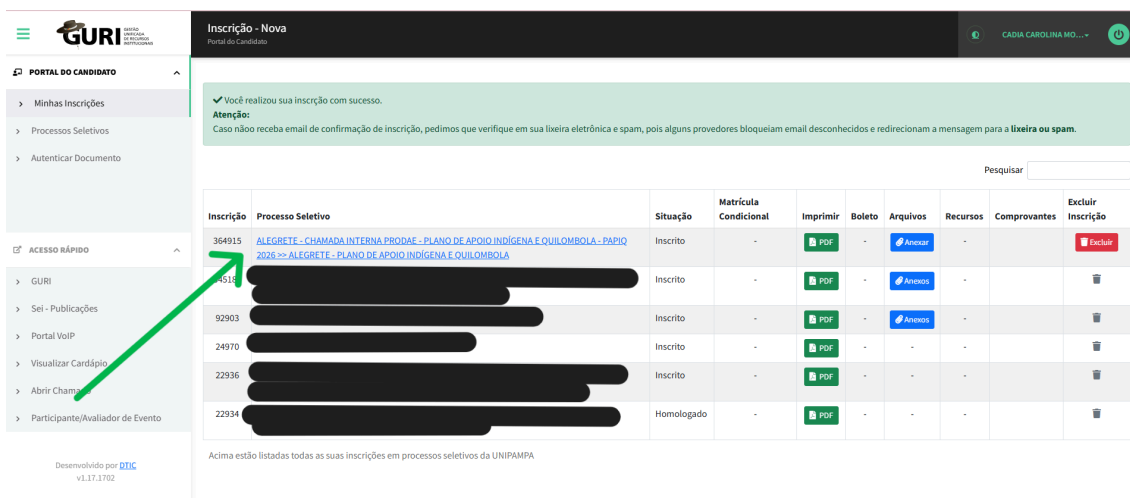 GURI GESTÃO UNIFICADA DE RECURSOS INSTITUCIONAIS
Inscrição - Nova
Portal do Candidato
CADIA CAROLINA MO...
PORTAL DO CANDIDATO
Minhas Inscrições
Processos Seletivos
Autenticar Documento
ACESSO RÁPIDO
GURI
Sei - Publicações
Portal VoIP
Visualizar Cardápio
Abrir Chamado
Participante/Avaliador de Evento
Desenvolvido por DTIC
v1.17.1702
Você realizou sua inscrção com sucesso.
Atenção:
Caso nãoo receba email de confirmação de inscrição, pedimos que verifique em sua lixeira eletrônica e spam, pois alguns provedores bloqueiam email desconhecidos e redirecionam a mensagem para a lixeira ou spam.
Pesquisar
Inscrição Processo Seletivo Situação Matrícula Condicional Imprimir Boleto Arquivos Recursos Comprovantes Excluir Inscrição
364915 ALEGRETE - CHAMADA INTERNA PRODAE - PLANO DE APOIO INDÍGENA E QUILOMBOLA - PAPIQ Inscrito - PDF - Anexar - Excluir
2026 >> ALEGRETE - PLANO DE APOIO INDÍGENA E QUILOMBOLA
Inscrito - PDF - Anexos -
92903 Inscrito - PDF - Anexos -
24970 Inscrito - PDF - - -
22936 Inscrito - PDF - - -
22934 Homologado - PDF - - -
Acima estão listadas todas as suas inscrições em processos seletivos da UNIPAMPA